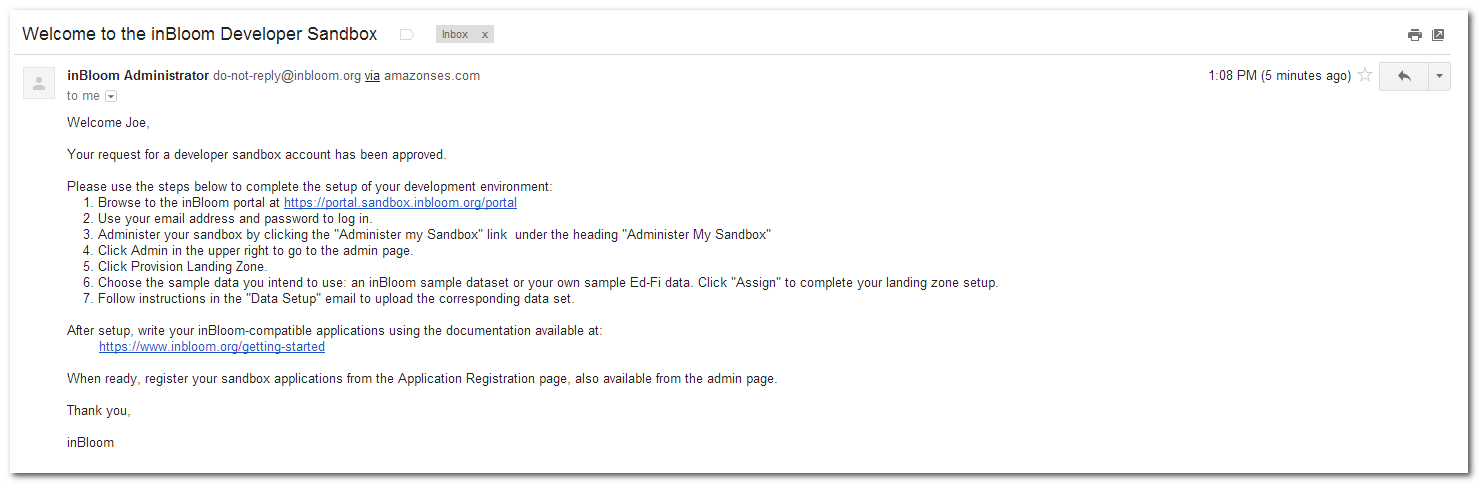 Welcome to the inBloom Developer Sandbox Inbox x
inBloom Administrator do-not-reply@inbloom.org via amazonses.com 1:08 PM (5 minutes ago)
to me
Welcome Joe,
Your request for a developer sandbox account has been approved.
Please use the steps below to complete the setup of your development environment:
1. Browse to the inBloom portal at https://portal.sandbox.inbloom.org/portal
2. Use your email address and password to log in.
3. Administer your sandbox by clicking the "Administer my Sandbox" link  under the heading "Administer My Sandbox"
4. Click Admin in the upper right to go to the admin page.
5. Click Provision Landing Zone.
6. Choose the sample data you intend to use: an inBloom sample dataset or your own sample Ed-Fi data. Click "Assign" to complete your landing zone setup.
7. Follow instructions in the "Data Setup" email to upload the corresponding data set.
After setup, write your inBloom-compatible applications using the documentation available at:
https://www.inbloom.org/getting-started
When ready, register your sandbox applications from the Application Registration page, also available from the admin page.
Thank you,
inBloom